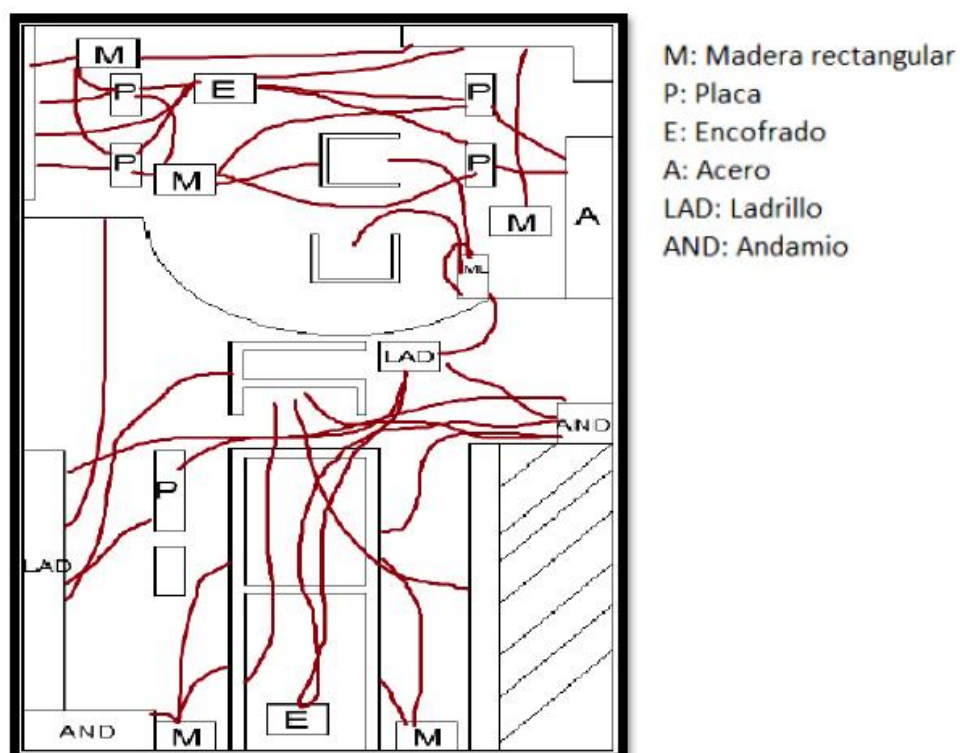 M
M: Madera rectangular
P: Placa
E: Encofrado
A: Acero
LAD: Ladrillo
AND: Andamio
P
E
P
P
M
P
M
A
ML
LAD
AND
P
LAD
E
AND
M
M